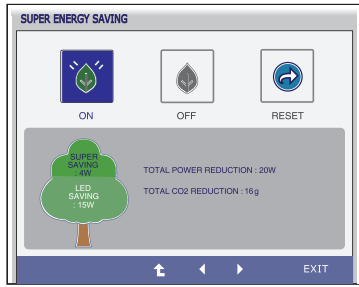 SUPER ENERGY SAVING
ON
OFF
RESET
SUPER
SAVING
: 4W
LED
SAVING
: 15W
TOTAL POWER REDUCTION : 20W
TOTAL CO2 REDUCTION : 16g
EXIT